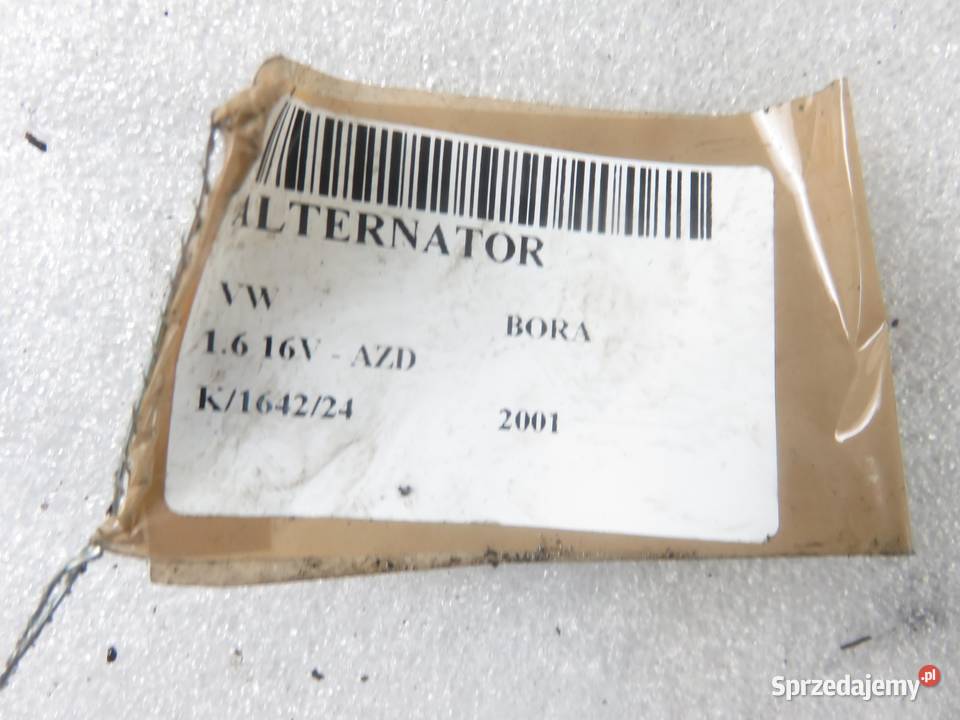 ALTERNATOR
VW BORA
1.6 16V - AZD
K/1642/24 2001
Sprzedajemy.pl